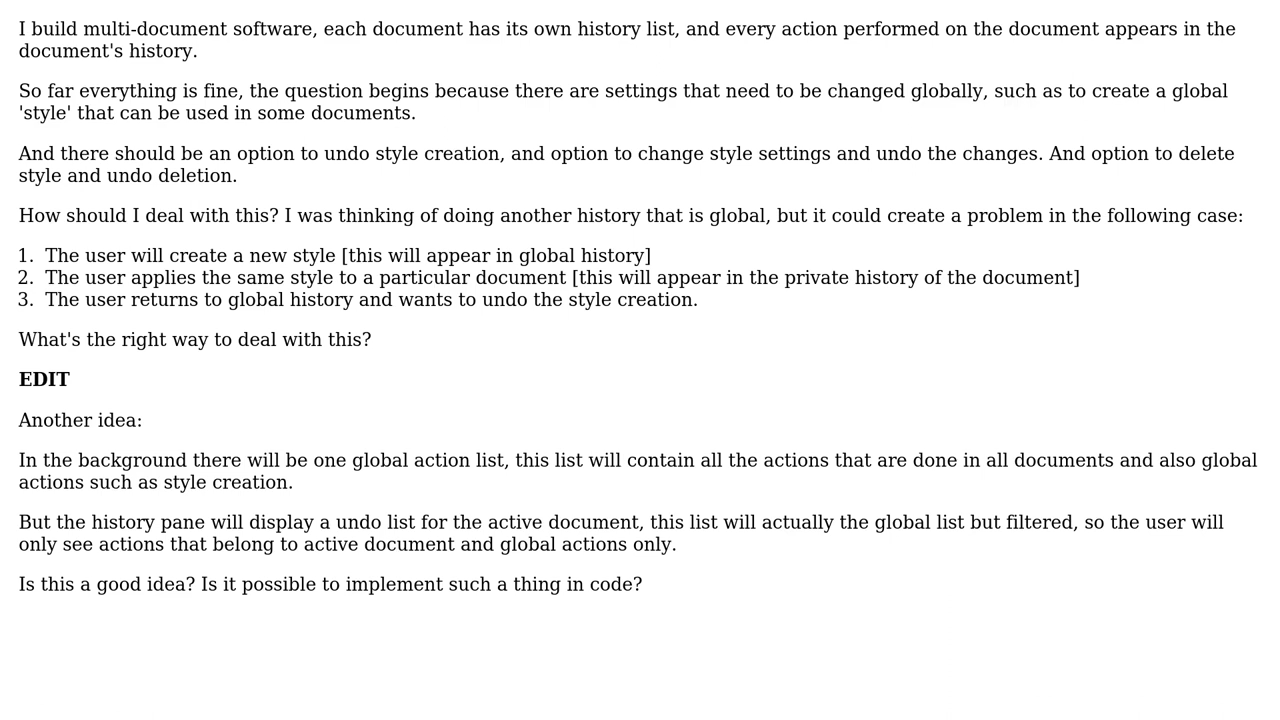 I build multi-document software, each document has its own history list, and every action performed on the document appears in the
document's history.
So far everything is fine, the question begins because there are settings that need to be changed globally, such as to create a global
'style' that can be used in some documents.
And there should be an option to undo style creation, and option to change style settings and undo the changes. And option to delete
style and undo deletion.
How should I deal with this? I was thinking of doing another history that is global, but it could create a problem in the following case:
1. The user will create a new style [this will appear in global history]
2. The user applies the same style to a particular document [this will appear in the private history of the document]
3. The user returns to global history and wants to undo the style creation.
What's the right way to deal with this?
EDIT
Another idea:
In the background there will be one global action list, this list will contain all the actions that are done in all documents and also global
actions such as style creation.
But the history pane will display a undo list for the active document, this list will actually the global list but filtered, so the user will
only see actions that belong to active document and global actions only.
Is this a good idea? Is it possible to implement such a thing in code?